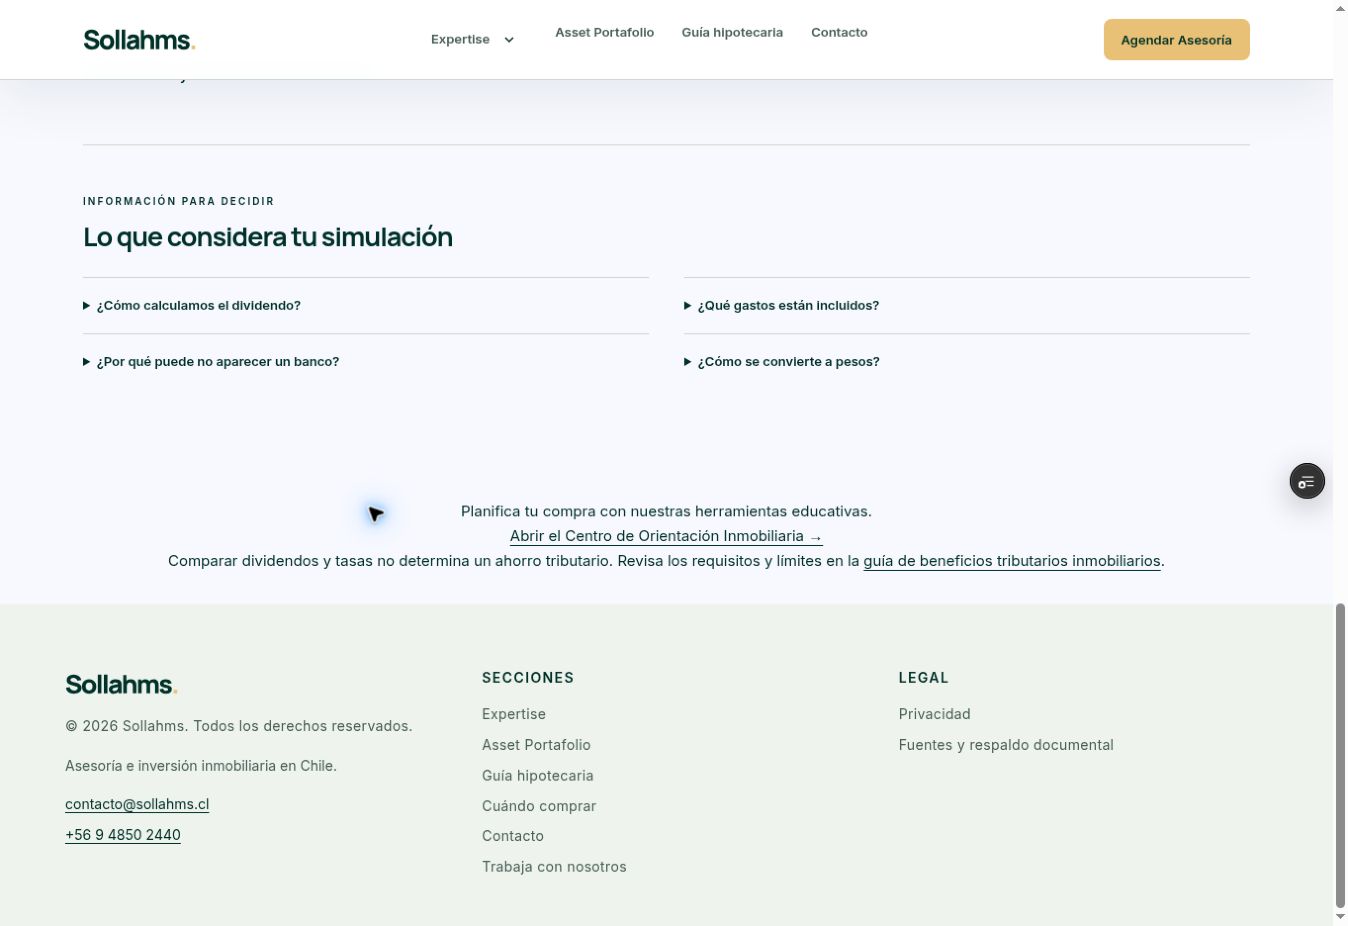 Sollahms.
Expertise
Asset Portafolio
Guía hipotecaria
Contacto
Agendar Asesoría
INFORMACIÓN PARA DECIDIR
Lo que considera tu simulación
¿Cómo calculamos el dividendo?
¿Qué gastos están incluidos?
¿Por qué puede no aparecer un banco?
¿Cómo se convierte a pesos?
Planifica tu compra con nuestras herramientas educativas.
Abrir el Centro de Orientación Inmobiliaria →
Comparar dividendos y tasas no determina un ahorro tributario. Revisa los requisitos y límites en la guía de beneficios tributarios inmobiliarios.
Sollahms.
© 2026 Sollahms. Todos los derechos reservados.
Asesoría e inversión inmobiliaria en Chile.
contacto@sollahms.cl
+56 9 4850 2440
SECCIONES
Expertise
Asset Portafolio
Guía hipotecaria
Cuándo comprar
Contacto
Trabaja con nosotros
LEGAL
Privacidad
Fuentes y respaldo documental